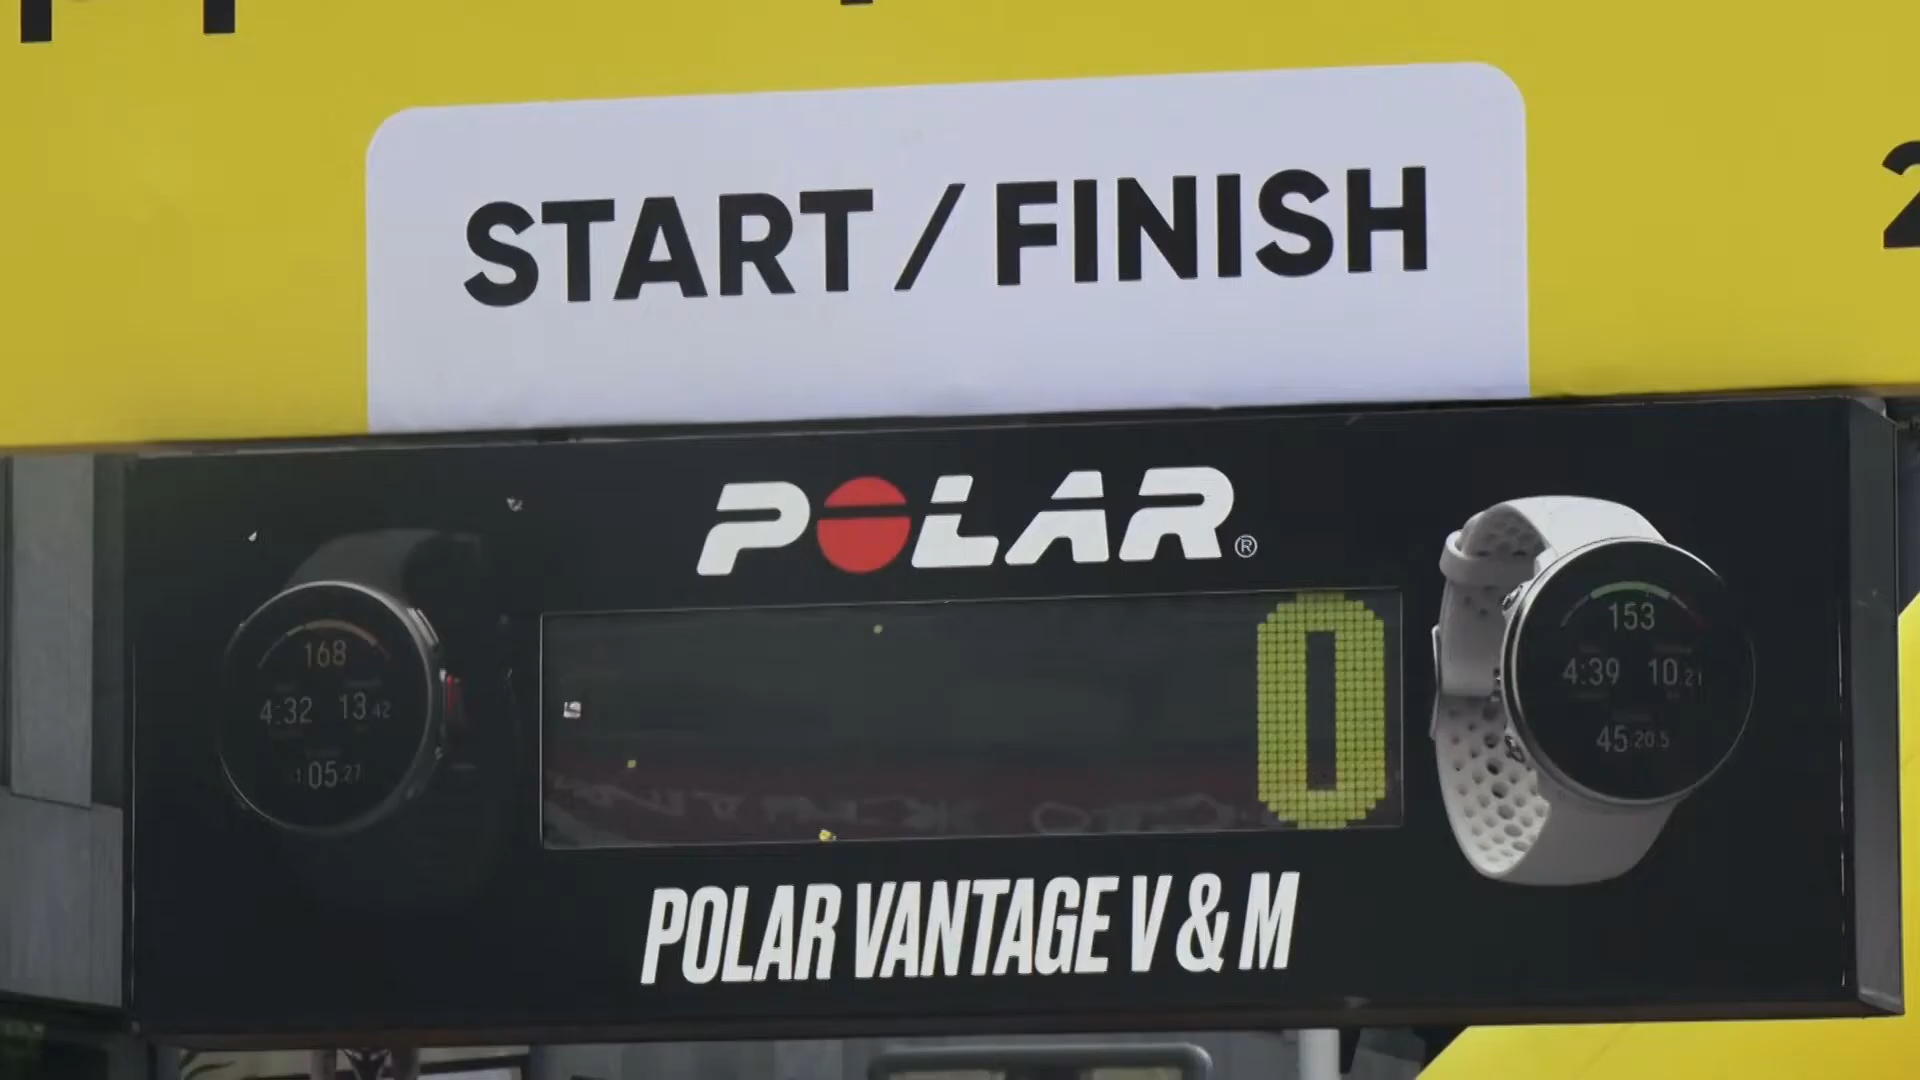 START / FINISH
2
POLAR®
0
168
4:32 13.42
1:05:27
153
4:39 10.21
45:20.5
POLAR VANTAGE V & M